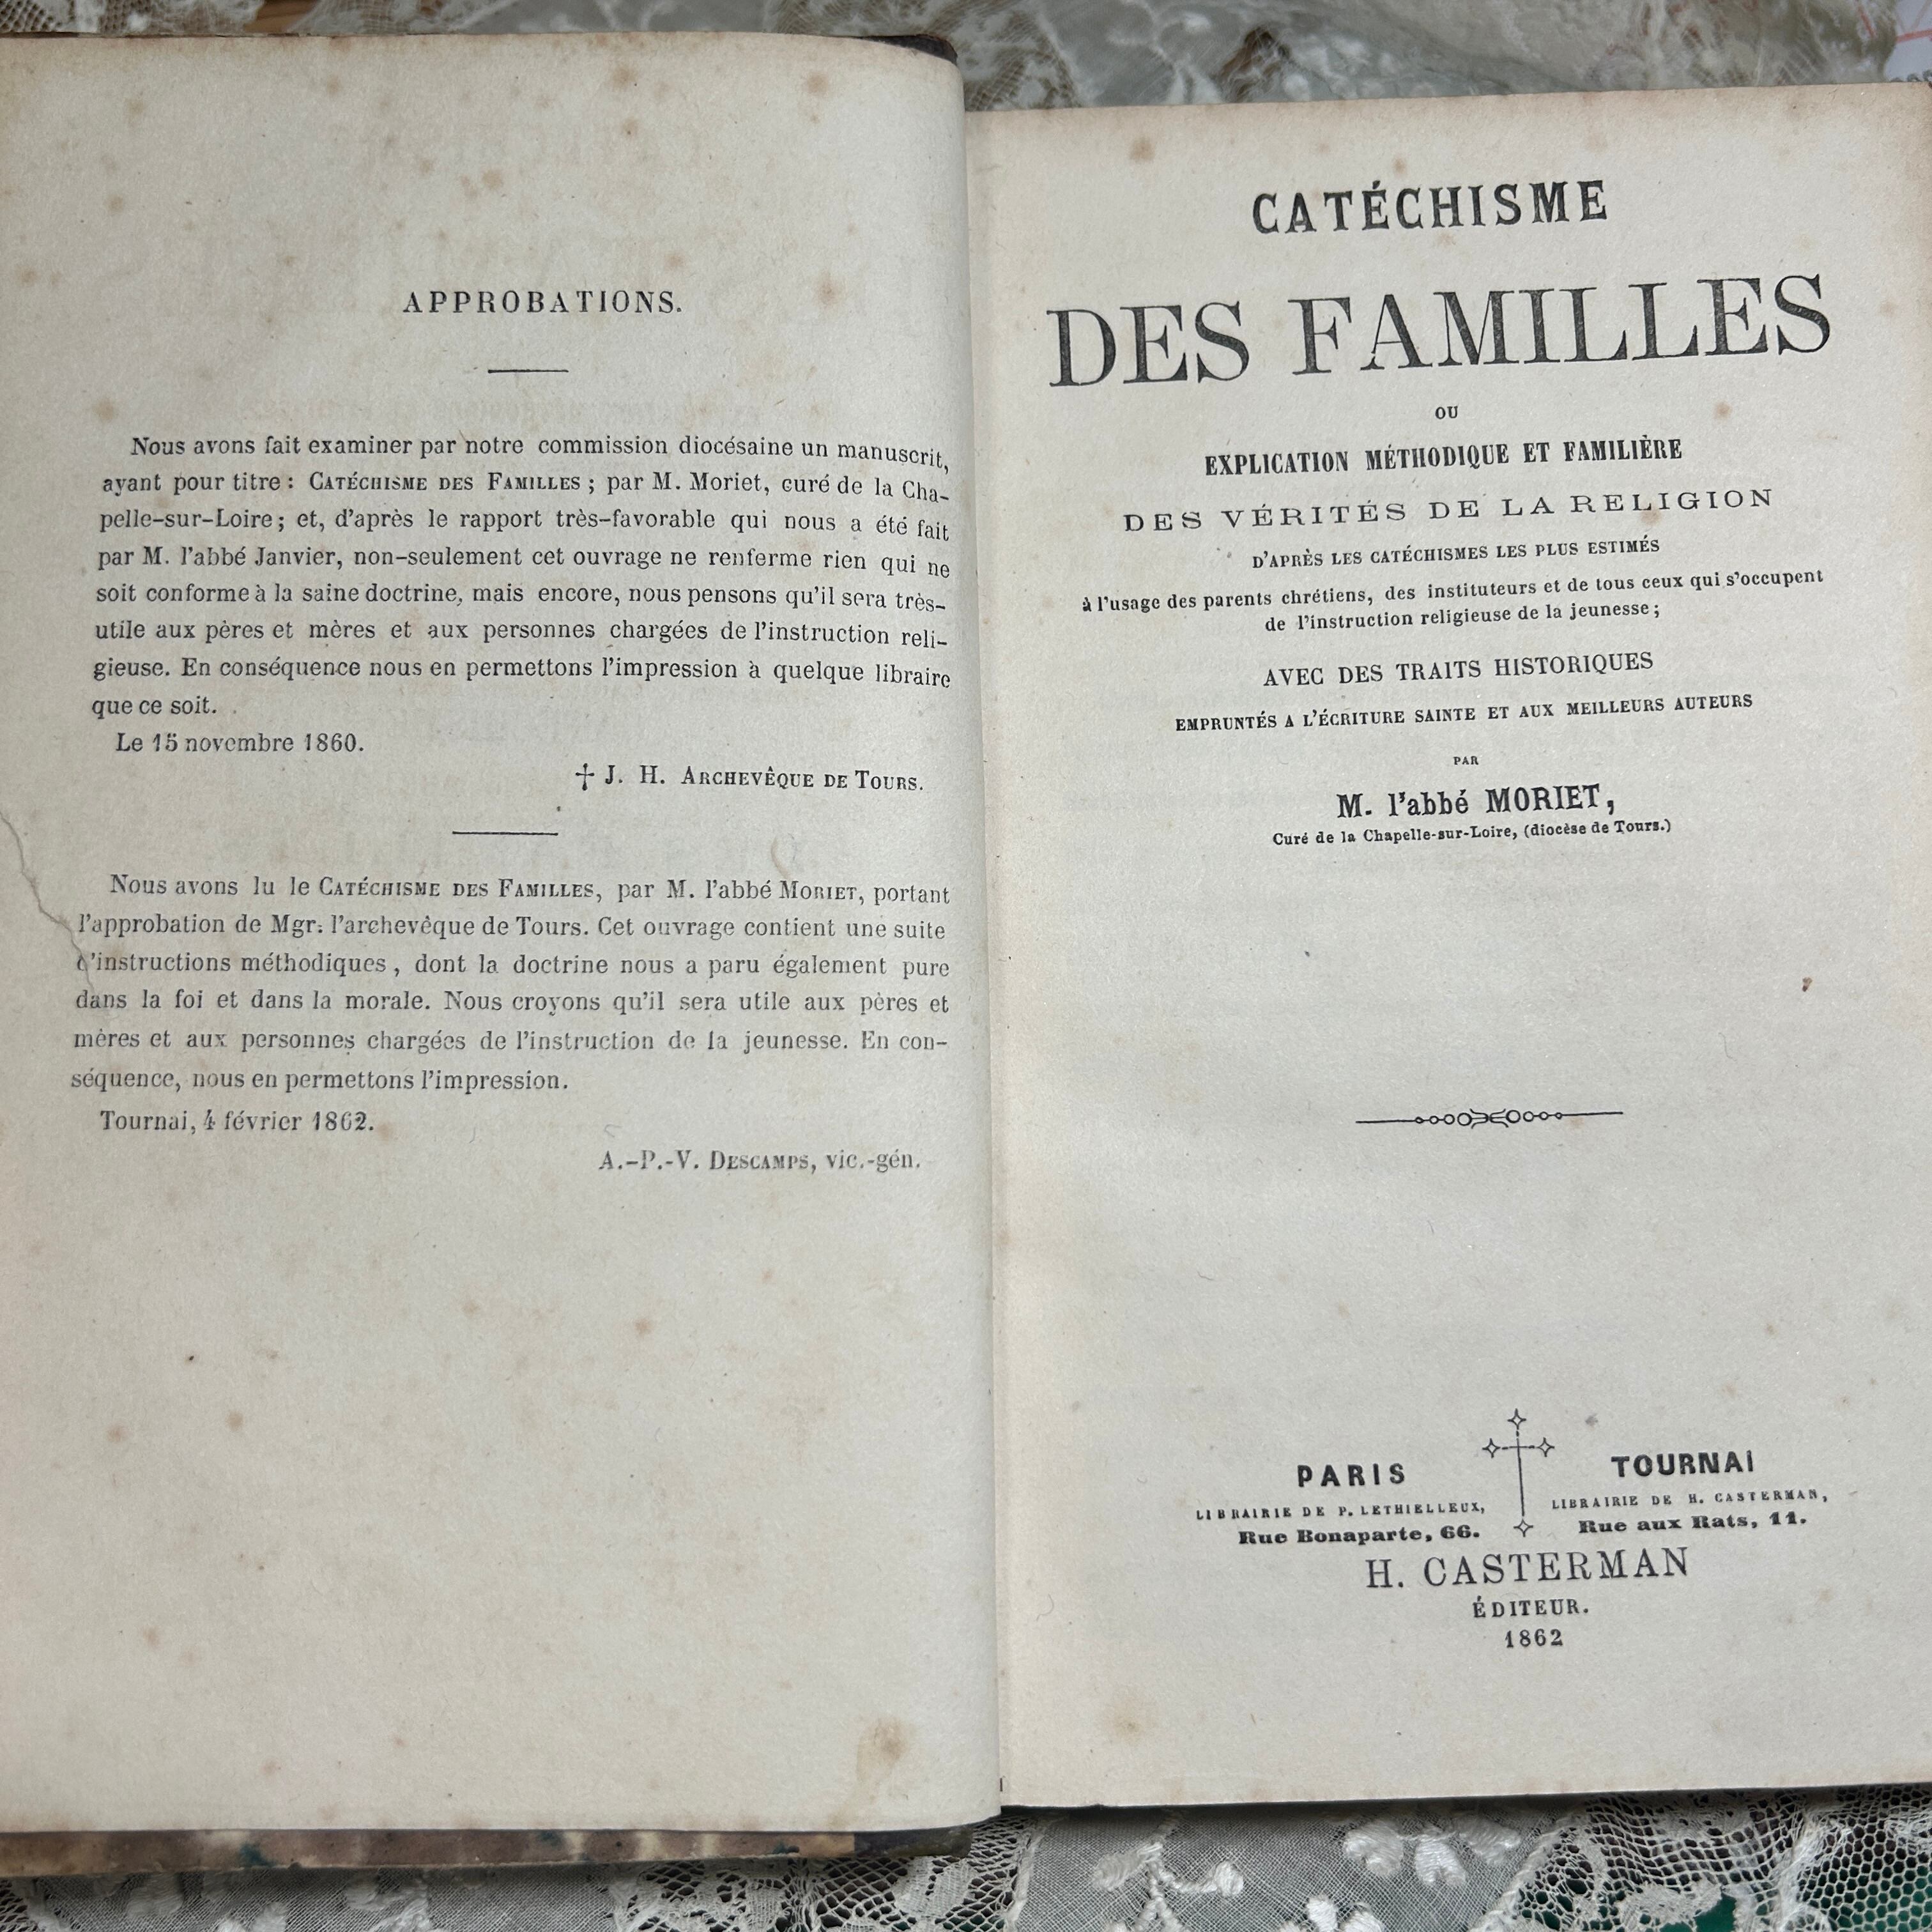 APPROBATIONS.
Nous avons fait examiner par notre commission diocésaine un manuscrit,
ayant pour titre : CATÉCHISME DES FAMILLES ; par M. Moriet, curé de la Cha-
pelle-sur-Loire ; et, d'après le rapport très-favorable qui nous a été fait
par M. l'abbé Janvier, non-seulement cet ouvrage ne renferme rien qui ne
soit conforme à la saine doctrine, mais encore, nous pensons qu'il sera très-
utile aux pères et mères et aux personnes chargées de l'instruction reli-
gieuse. En conséquence nous en permettons l'impression à quelque libraire
que ce soit.
Le 15 novembre 1860.
† J. H. ARCHEVÊQUE DE TOURS.
Nous avons lu le CATÉCHISME DES FAMILLES, par M. l'abbé MORIET, portant
l'approbation de Mgr. l'archevêque de Tours. Cet ouvrage contient une suite
d'instructions méthodiques, dont la doctrine nous a paru également pure
dans la foi et dans la morale. Nous croyons qu'il sera utile aux pères et
mères et aux personnes chargées de l'instruction de la jeunesse. En con-
séquence, nous en permettons l'impression.
Tournai, 4 février 1862.
A.-P.-V. DESCAMPS, vic.-gén.
CATÉCHISME
DES FAMILLES
OU
EXPLICATION MÉTHODIQUE ET FAMILIÈRE
DES VÉRITÉS DE LA RELIGION
D'APRÈS LES CATÉCHISMES LES PLUS ESTIMÉS
à l'usage des parents chrétiens, des instituteurs et de tous ceux qui s'occupent
de l'instruction religieuse de la jeunesse ;
AVEC DES TRAITS HISTORIQUES
EMPRUNTÉS A L'ÉCRITURE SAINTE ET AUX MEILLEURS AUTEURS
PAR
M. l'abbé MORIET,
Curé de la Chapelle-sur-Loire, (diocèse de Tours.)
PARIS
LIBRAIRIE DE P. LETHIELLEUX,
Rue Bonaparte, 66.
TOURNAI
LIBRAIRIE DE H. CASTERMAN,
Rue aux Rats, 11.
H. CASTERMAN
ÉDITEUR.
1862